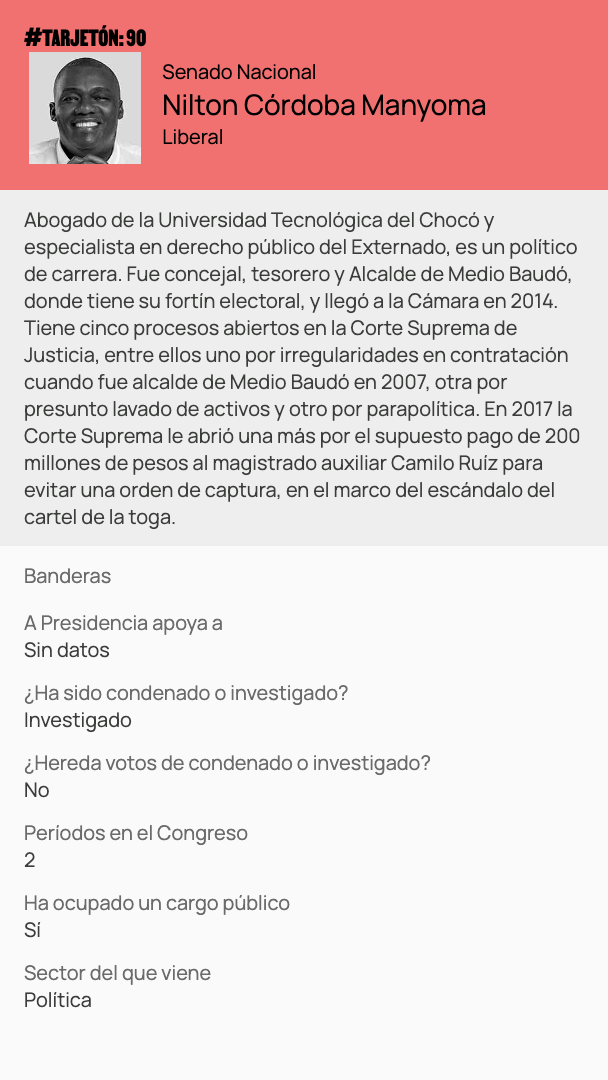 #TARJETÓN: 90
Senado Nacional
Nilton Córdoba Manyoma
Liberal
Abogado de la Universidad Tecnológica del Chocó y
especialista en derecho público del Externado, es un político
de carrera. Fue concejal, tesorero y Alcalde de Medio Baudó,
donde tiene su fortín electoral, y llegó a la Cámara en 2014.
Tiene cinco procesos abiertos en la Corte Suprema de
Justicia, entre ellos uno por irregularidades en contratación
cuando fue alcalde de Medio Baudó en 2007, otra por
presunto lavado de activos y otro por parapolítica. En 2017 la
Corte Suprema le abrió una más por el supuesto pago de 200
millones de pesos al magistrado auxiliar Camilo Ruíz para
evitar una orden de captura, en el marco del escándalo del
cartel de la toga.
Banderas
A Presidencia apoya a
Sin datos
¿Ha sido condenado o investigado?
Investigado
¿Hereda votos de condenado o investigado?
No
Períodos en el Congreso
2
Ha ocupado un cargo público
Sí
Sector del que viene
Política